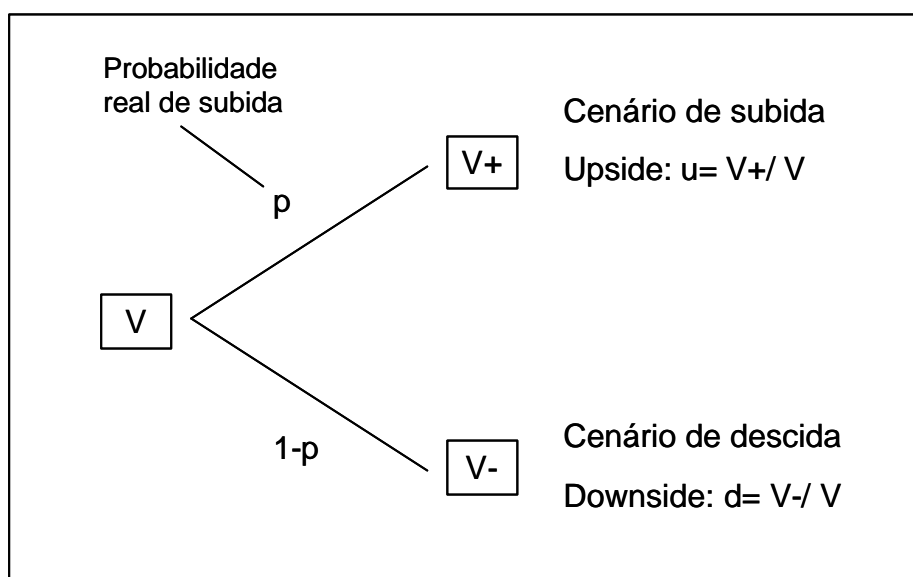 Probabilidade
real de subida
p
V+
Cenário de subida
Upside: u= V+/ V
V
1-p
V-
Cenário de descida
Downside: d= V-/ V